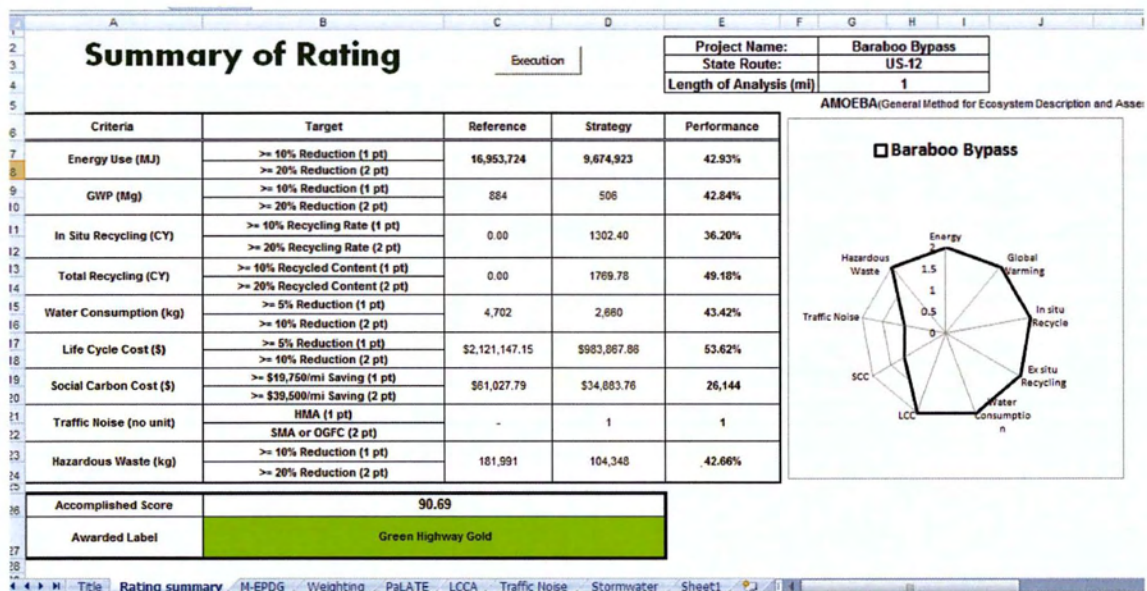 A B C D E F G H I J
Summary of Rating
Execution
Project Name: Baraboo Bypass
State Route: US-12
Length of Analysis (mi) 1
AMOEBA(General Method for Ecosystem Description and Asse
Criteria Target Reference Strategy Performance
Energy Use (MJ) >= 10% Reduction (1 pt) 16,953,724 9,674,923 42.93%
>= 20% Reduction (2 pt)
GWP (Mg) >= 10% Reduction (1 pt) 884 506 42.84%
>= 20% Reduction (2 pt)
In Situ Recycling (CY) >= 10% Recycling Rate (1 pt) 0.00 1302.40 36.20%
>= 20% Recycling Rate (2 pt)
Total Recycling (CY) >= 10% Recycled Content (1 pt) 0.00 1769.78 49.18%
>= 20% Recycled Content (2 pt)
Water Consumption (kg) >= 5% Reduction (1 pt) 4,702 2,660 43.42%
>= 10% Reduction (2 pt)
Life Cycle Cost ($) >= 5% Reduction (1 pt) $2,121,147.15 $983,867.86 53.62%
>= 10% Reduction (2 pt)
Social Carbon Cost ($) >= $19,750/mi Saving (1 pt) $61,027.79 $34,883.76 26,144
>= $39,500/mi Saving (2 pt)
Traffic Noise (no unit) HMA (1 pt) - 1 1
SMA or OGFC (2 pt)
Hazardous Waste (kg) >= 10% Reduction (1 pt) 181,991 104,348 42.66%
>= 20% Reduction (2 pt)
Accomplished Score 90.69
Awarded Label Green Highway Gold
Baraboo Bypass
Energy
Global
Warming
In situ
Recycle
Ex situ
Recycling
Water
Consumptio
n
LCC
SCC
Traffic Noise
Hazardous
Waste
2
1.5
1
0.5
0
Title Rating summary M-EPDG Weighting PaLATE LCCA Traffic Noise Stormwater Sheet1